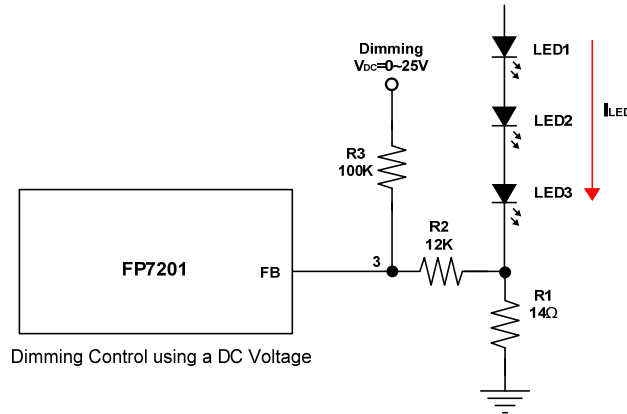 Dimming
VDC=0~25V
LED1
ILED
LED2
R3
100K
LED3
R2
12K
FP7201
FB
3
R1
14Ω
Dimming Control using a DC Voltage